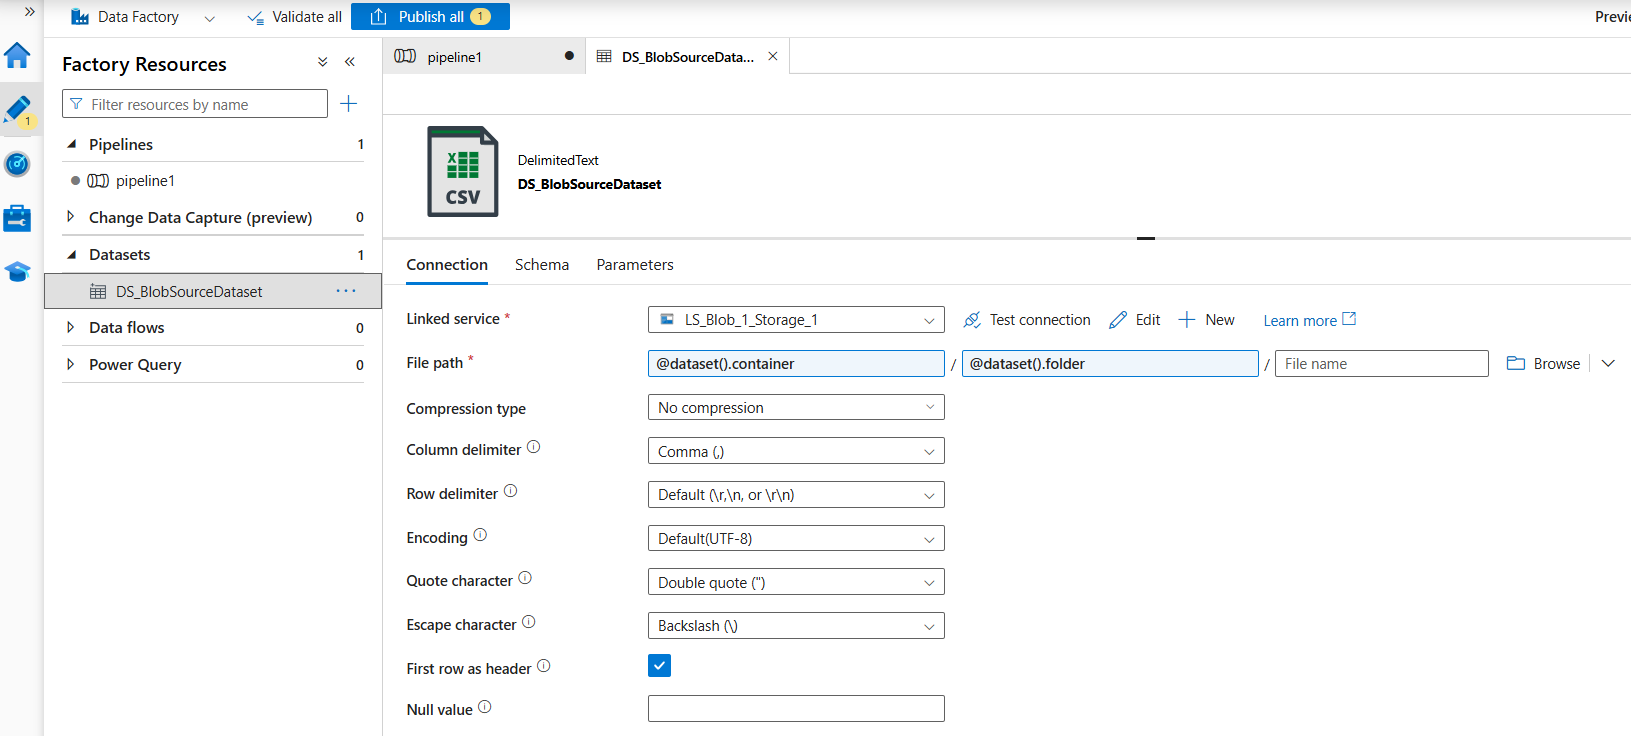 Data Factory
Validate all
Publish all 1
Previ
1
Factory Resources
Filter resources by name
Pipelines 1
pipeline1
Change Data Capture (preview) 0
Datasets 1
DS_BlobSourceDataset ...
Data flows 0
Power Query 0
pipeline1
DS_BlobSourceData...
X
CSV
DelimitedText
DS_BlobSourceDataset
Connection Schema Parameters
Linked service * LS_Blob_1_Storage_1 Test connection Edit New Learn more
File path * @dataset().container / @dataset().folder / File name Browse
Compression type No compression
Column delimiter Comma (,)
Row delimiter Default (\r,\n, or \r\n)
Encoding Default(UTF-8)
Quote character Double quote (")
Escape character Backslash (\)
First row as header
Null value